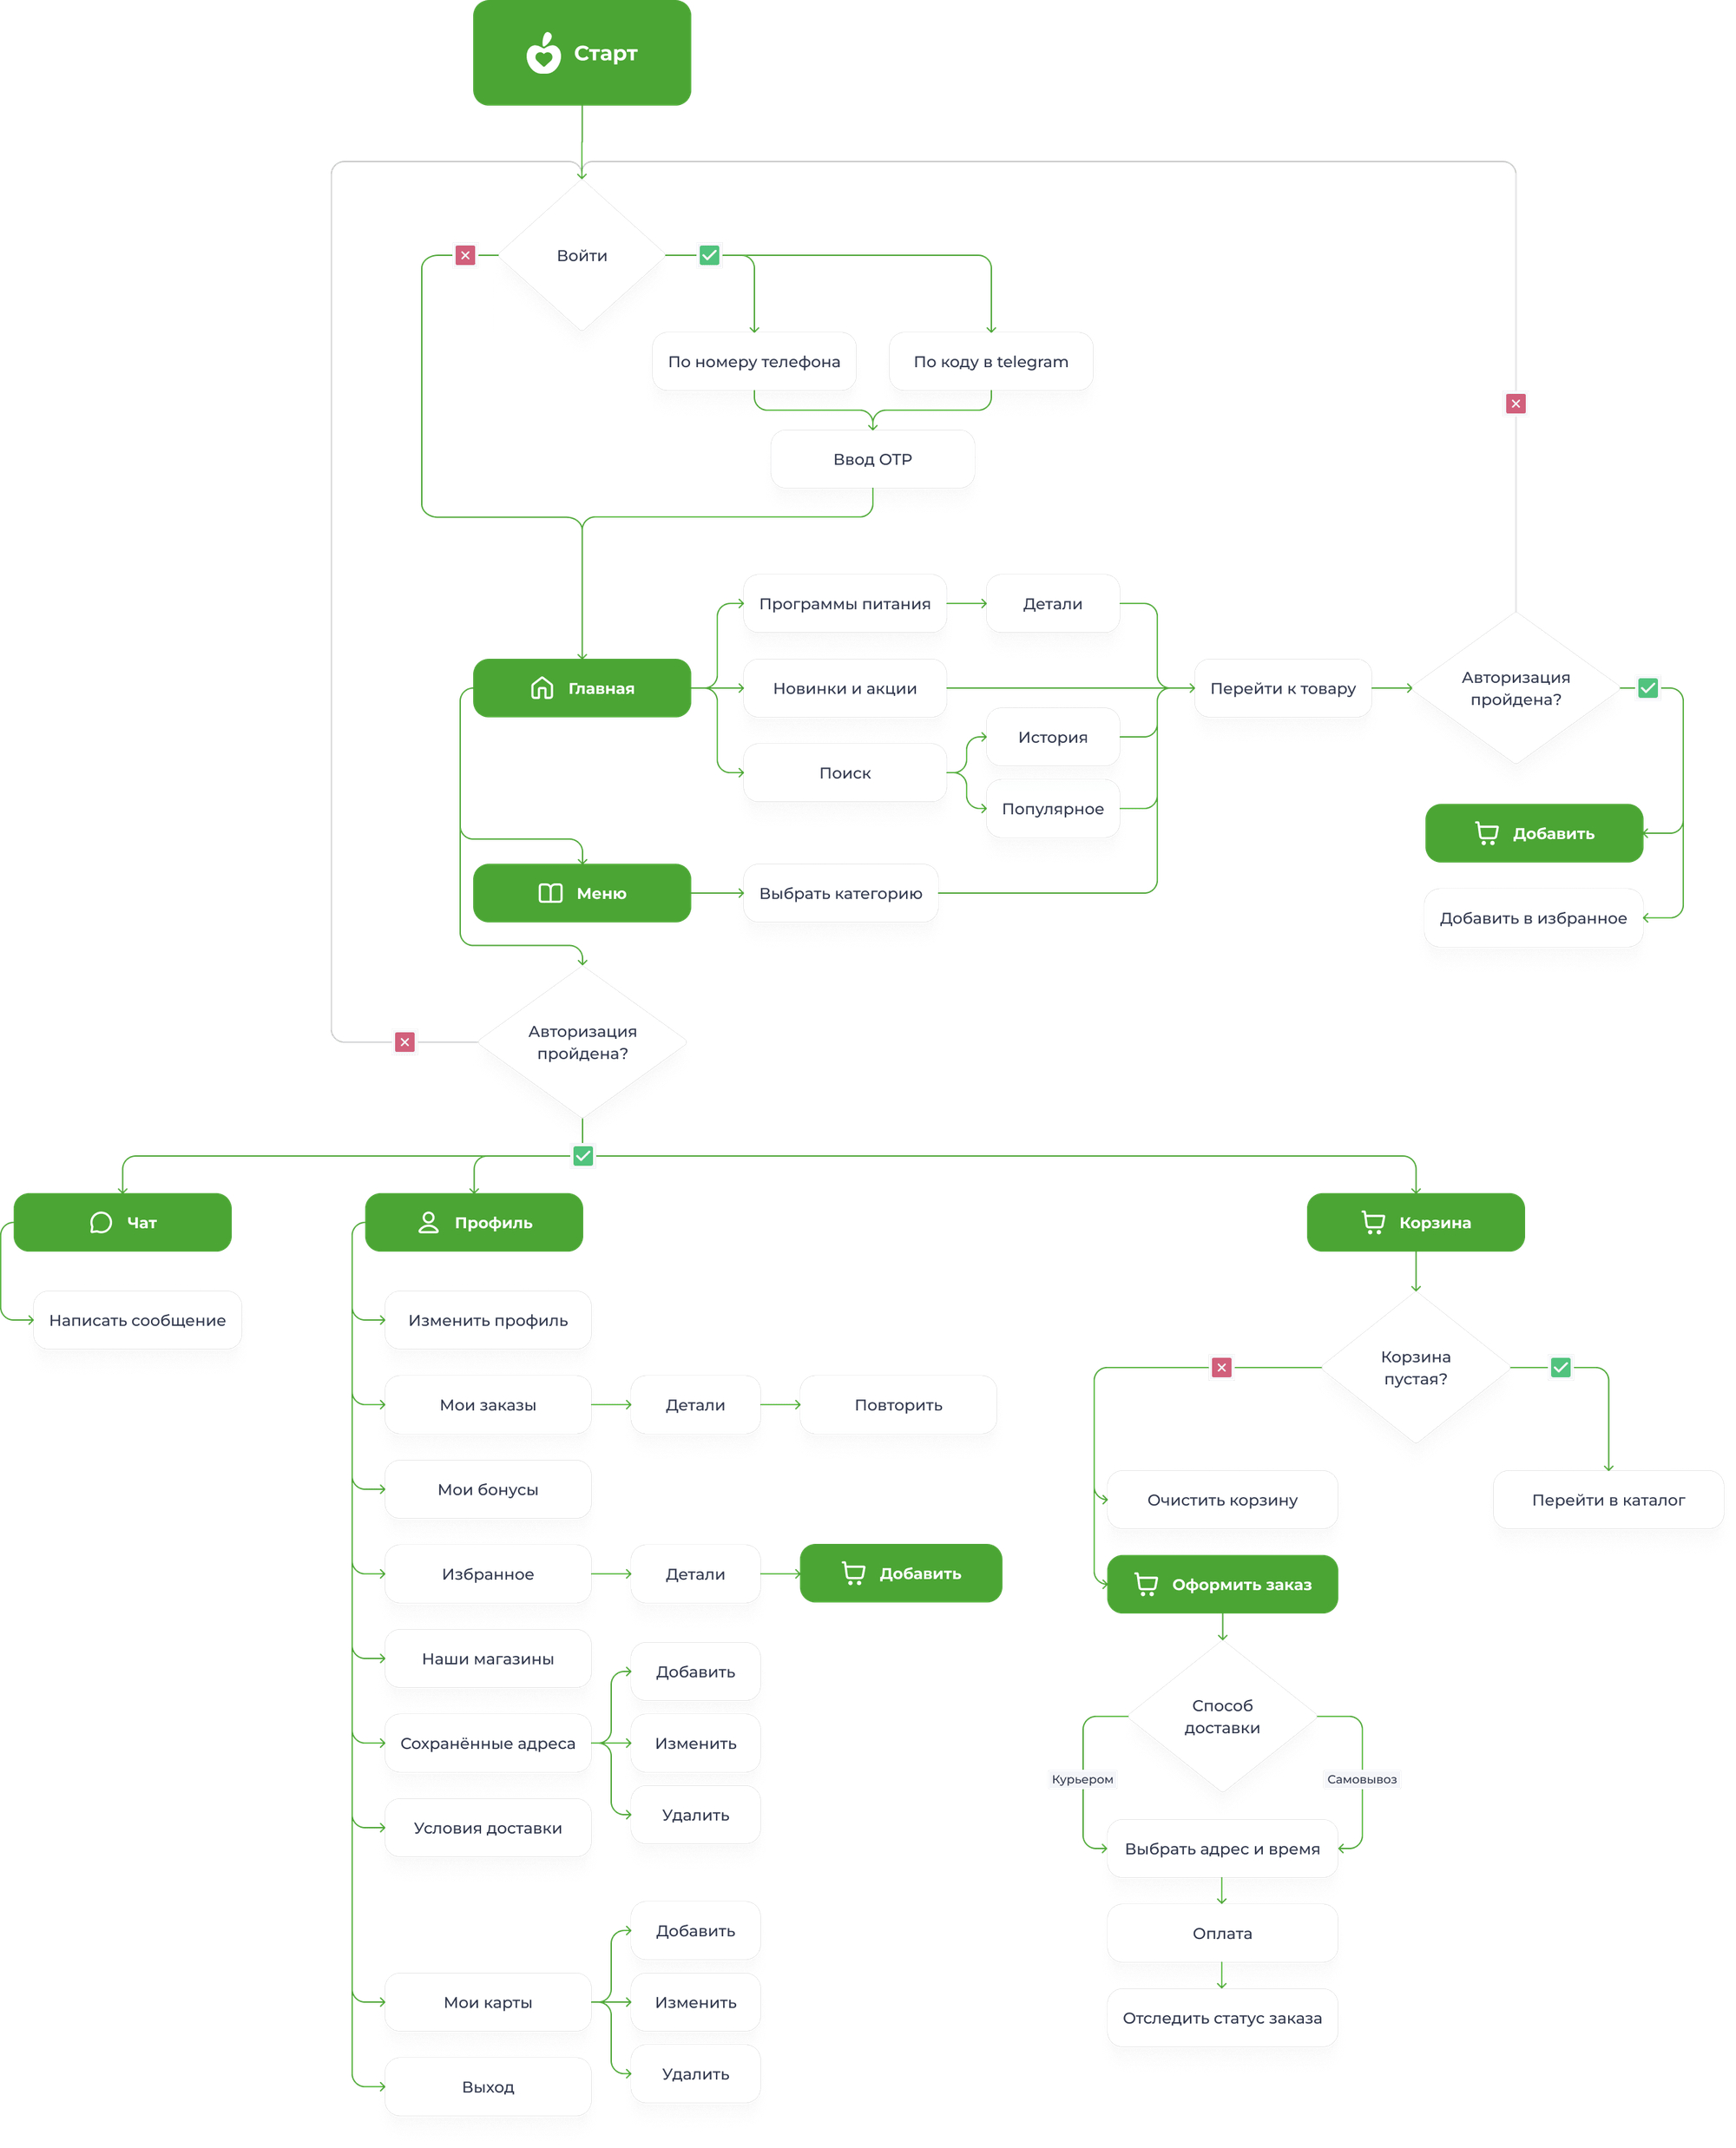 Старт
Войти
По номеру телефона
По коду в telegram
Ввод OTP
Программы питания
Детали
Главная
Новинки и акции
Перейти к товару
Авторизация
пройдена?
История
Поиск
Популярное
Добавить
Меню
Выбрать категорию
Добавить в избранное
Авторизация
пройдена?
Чат
Профиль
Корзина
Написать сообщение
Изменить профиль
Корзина
пустая?
Мои заказы
Детали
Повторить
Мои бонусы
Очистить корзину
Перейти в каталог
Избранное
Детали
Добавить
Оформить заказ
Наши магазины
Добавить
Способ
доставки
Сохранённые адреса
Изменить
Курьером
Самовывоз
Удалить
Условия доставки
Выбрать адрес и время
Добавить
Оплата
Мои карты
Изменить
Отследить статус заказа
Удалить
Выход